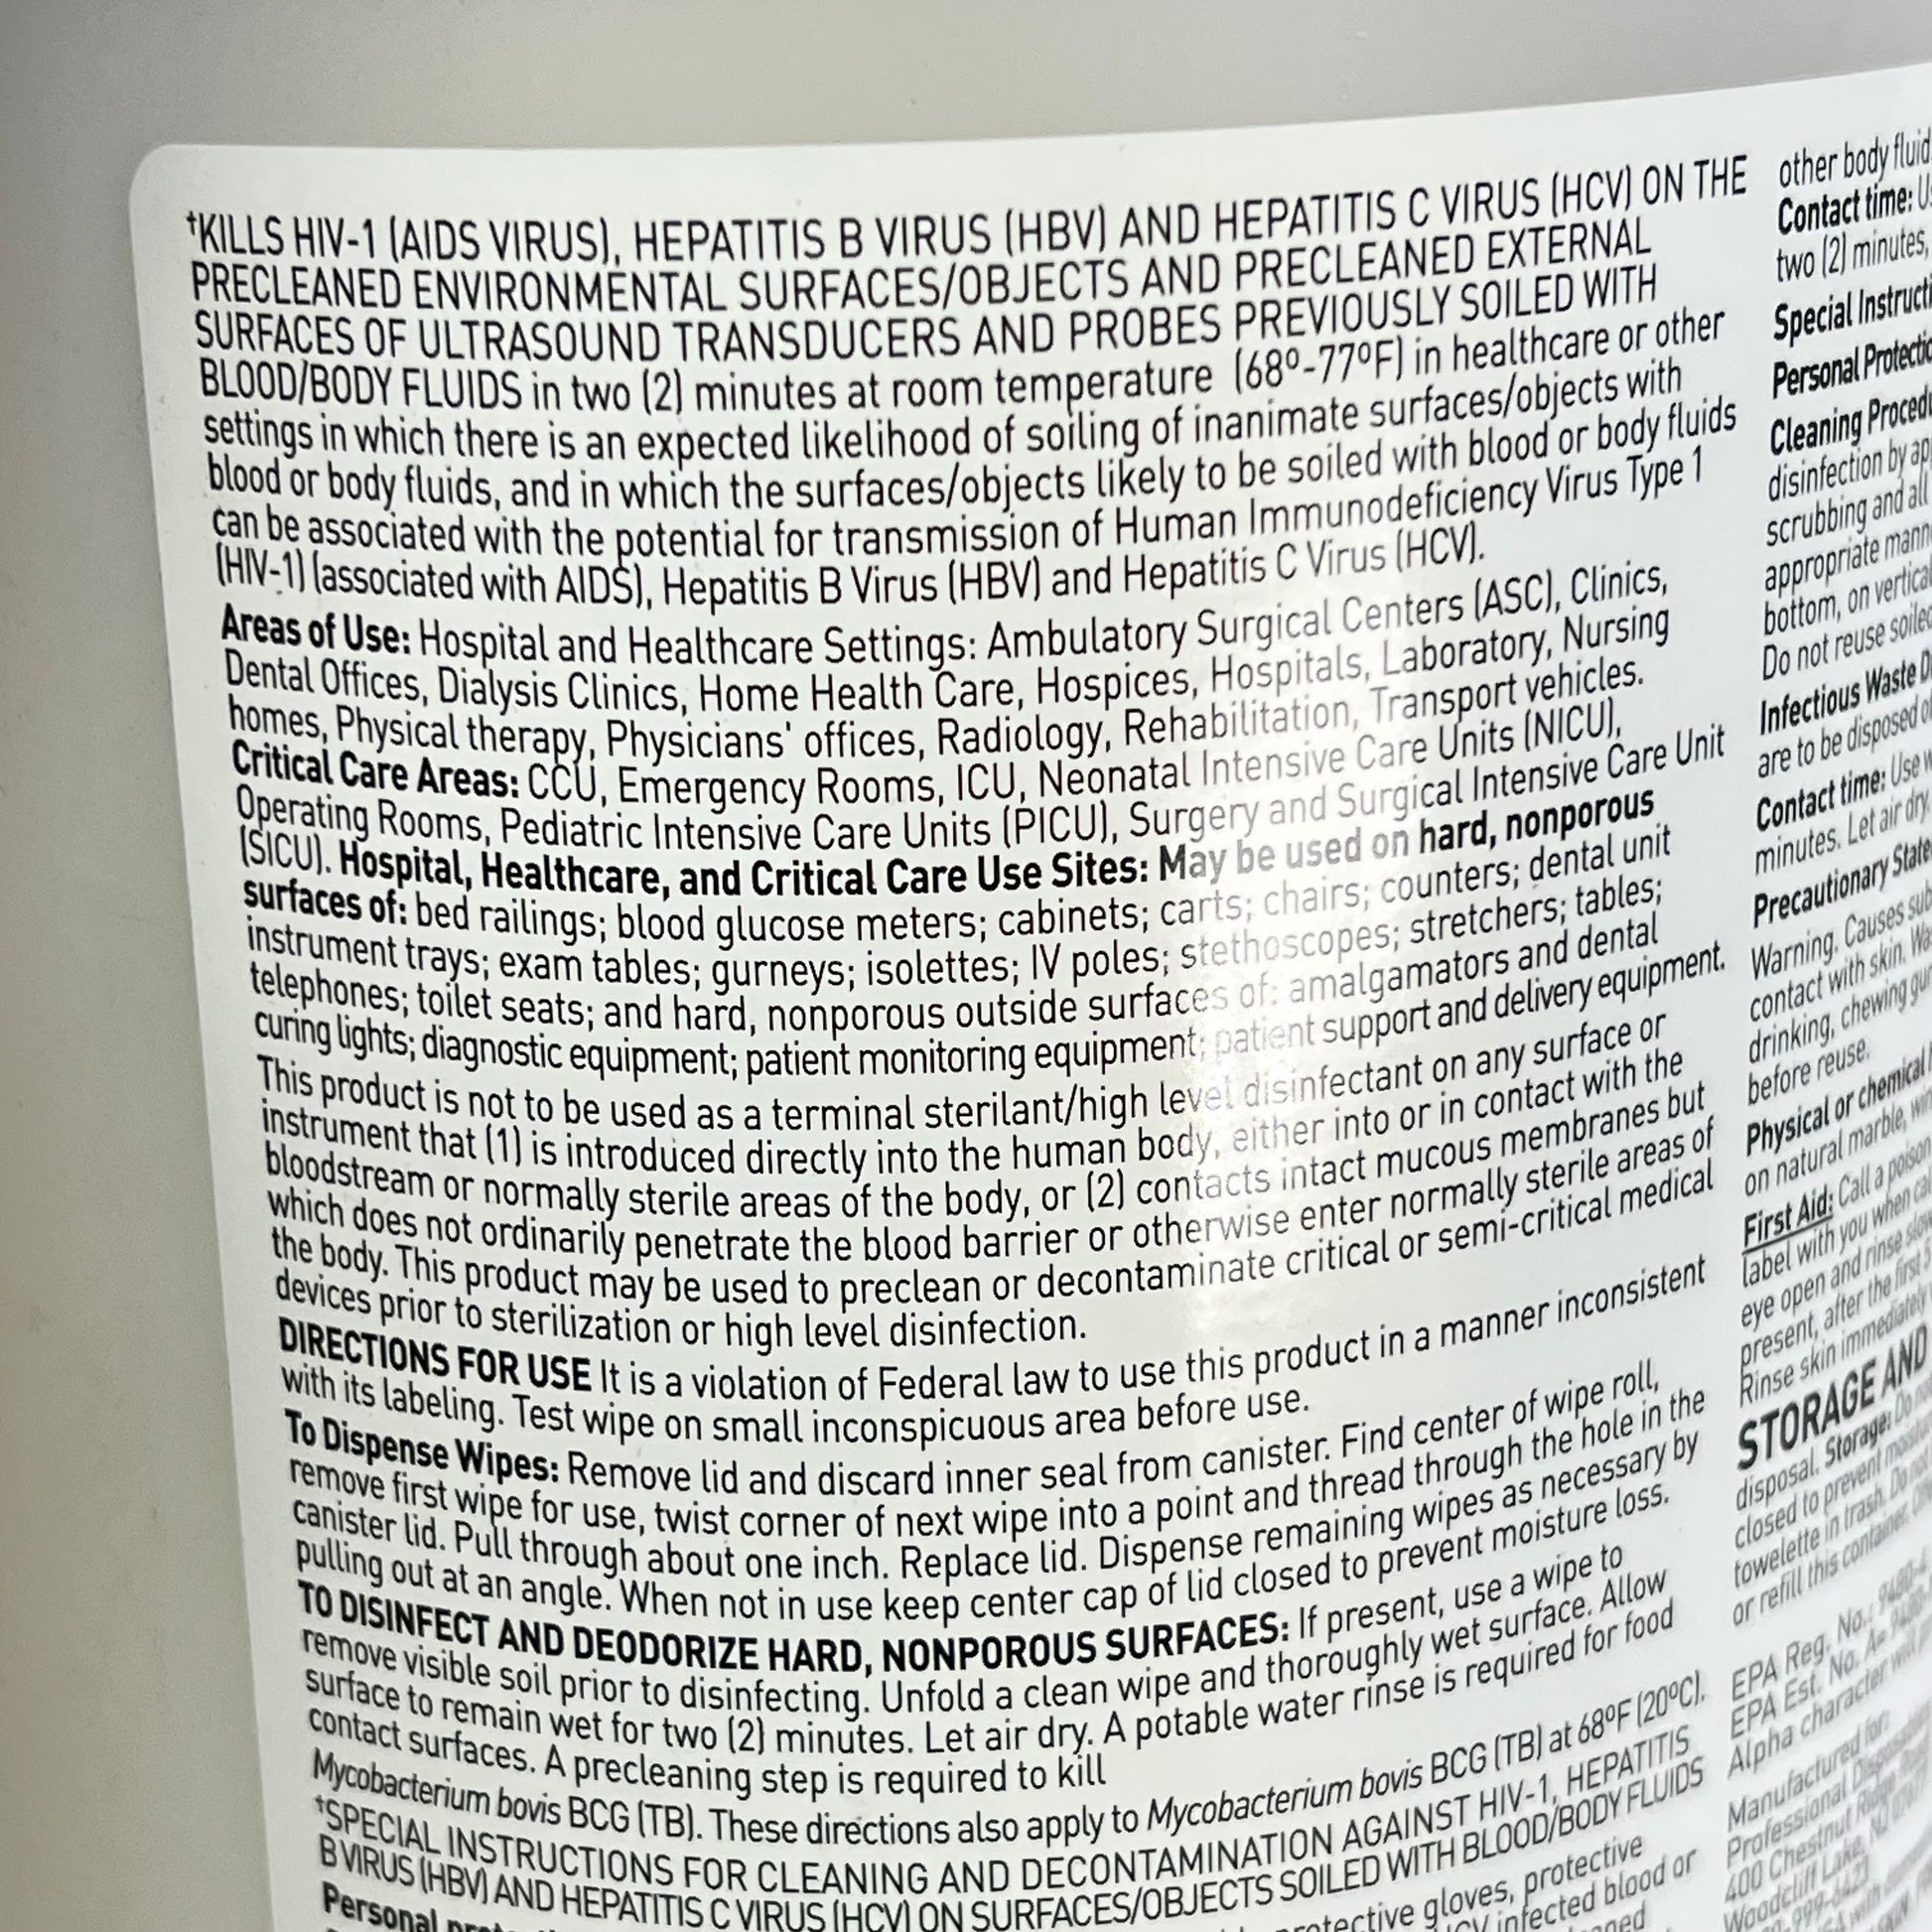 †KILLS HIV-1 (AIDS VIRUS), HEPATITIS B VIRUS (HBV) AND HEPATITIS C VIRUS (HCV) ON THE
PRECLEANED ENVIRONMENTAL SURFACES/OBJECTS AND PRECLEANED EXTERNAL
SURFACES OF ULTRASOUND TRANSDUCERS AND PROBES PREVIOUSLY SOILED WITH
BLOOD/BODY FLUIDS in two (2) minutes at room temperature (68º-77ºF) in healthcare or other
settings in which there is an expected likelihood of soiling of inanimate surfaces/objects with
blood or body fluids, and in which the surfaces/objects likely to be soiled with blood or body fluids
can be associated with the potential for transmission of Human Immunodeficiency Virus Type 1
(HIV-1) (associated with AIDS), Hepatitis B Virus (HBV) and Hepatitis C Virus (HCV).
Areas of Use: Hospital and Healthcare Settings: Ambulatory Surgical Centers (ASC), Clinics,
Dental Offices, Dialysis Clinics, Home Health Care, Hospices, Hospitals, Laboratory, Nursing
homes, Physical therapy, Physicians' offices, Radiology, Rehabilitation, Transport vehicles.
Critical Care Areas: CCU, Emergency Rooms, ICU, Neonatal Intensive Care Units (NICU),
Operating Rooms, Pediatric Intensive Care Units (PICU), Surgery and Surgical Intensive Care Unit
(SICU). Hospital, Healthcare, and Critical Care Use Sites: May be used on hard, nonporous
surfaces of: bed railings; blood glucose meters; cabinets; carts; chairs; counters; dental unit
instrument trays; exam tables; gurneys; isolettes; IV poles; stethoscopes; stretchers; tables;
telephones; toilet seats; and hard, nonporous outside surfaces of: amalgamators and dental
curing lights; diagnostic equipment; patient monitoring equipment; patient support and delivery equipment.
This product is not to be used as a terminal sterilant/high level disinfectant on any surface or
instrument that (1) is introduced directly into the human body, either into or in contact with the
bloodstream or normally sterile areas of the body, or (2) contacts intact mucous membranes but
which does not ordinarily penetrate the blood barrier or otherwise enter normally sterile areas of
the body. This product may be used to preclean or decontaminate critical or semi-critical medical
devices prior to sterilization or high level disinfection.
DIRECTIONS FOR USE It is a violation of Federal law to use this product in a manner inconsistent
with its labeling. Test wipe on small inconspicuous area before use.
To Dispense Wipes: Remove lid and discard inner seal from canister. Find center of wipe roll,
remove first wipe for use, twist corner of next wipe into a point and thread through the hole in the
canister lid. Pull through about one inch. Replace lid. Dispense remaining wipes as necessary by
pulling out at an angle. When not in use keep center cap of lid closed to prevent moisture loss.
TO DISINFECT AND DEODORIZE HARD, NONPOROUS SURFACES: If present, use a wipe to
remove visible soil prior to disinfecting. Unfold a clean wipe and thoroughly wet surface. Allow
surface to remain wet for two (2) minutes. Let air dry. A potable water rinse is required for food
contact surfaces. A precleaning step is required to kill
Mycobacterium bovis BCG (TB). These directions also apply to Mycobacterium bovis BCG (TB) at 68ºF (20ºC).
†SPECIAL INSTRUCTIONS FOR CLEANING AND DECONTAMINATION AGAINST HIV-1, HEPATITIS
B VIRUS (HBV) AND HEPATITIS C VIRUS (HCV) ON SURFACES/OBJECTS SOILED WITH BLOOD/BODY FLUIDS
Personal gloves, protective
infected blood or
other body
Contact time:
two (2) minutes,
Special
Personal
Cleaning
disinfection by
scrubbing and all
appropriate
bottom, on
Do not reuse
Infectious Waste
are to be disposed
Contact time: Use
minutes. Let air dry.
Precautionary
Warning. Causes
contact with skin.
drinking, chewing
before reuse.
Physical or chemical
on natural marble,
First Aid: Call a poison
label with you when
eye open and rinse
present, after the first
Rinse skin immediately
STORAGE AND
disposal. Storage: Do
closed to prevent
towelette in trash. Do not
or refill this container.
EPA Reg. No.:
EPA Est. No.
Alpha character will
Manufactured for:
Professional
400 Chestnut Ridge
Woodcliff Lake, NJ